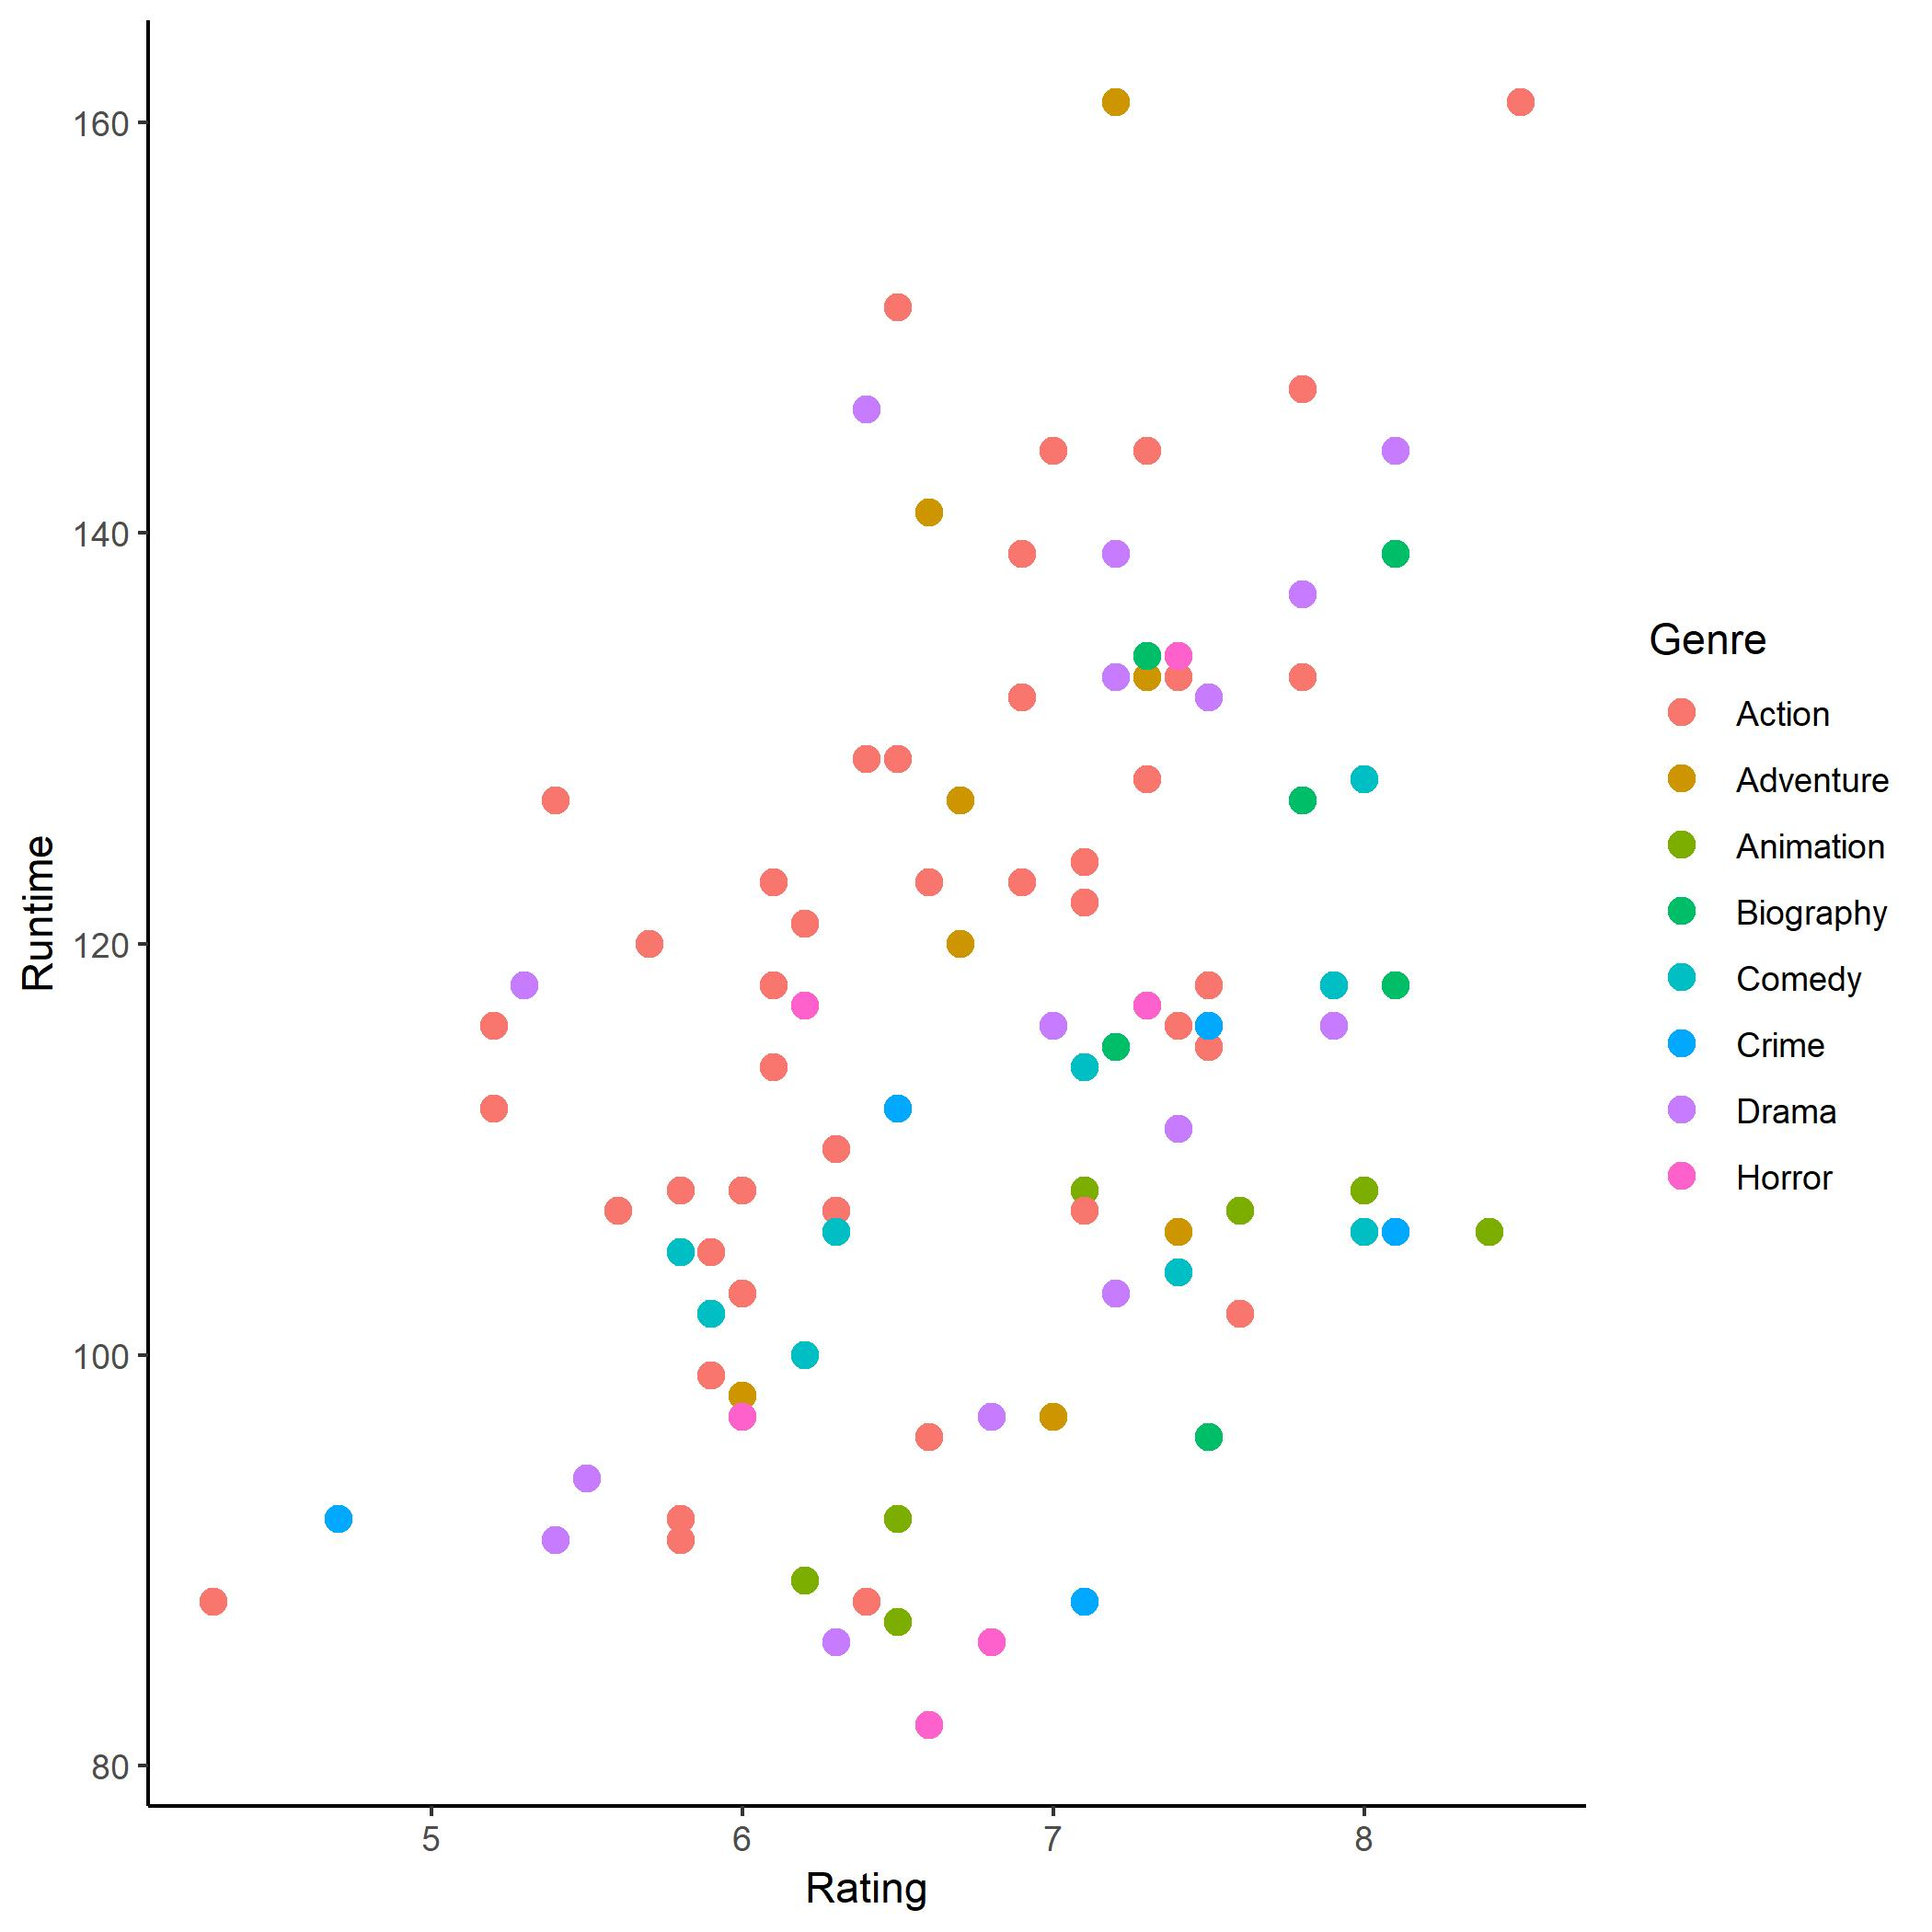 160
140
120
100
80
Runtime
5 6 7 8
Rating
Genre
Action
Adventure
Animation
Biography
Comedy
Crime
Drama
Horror